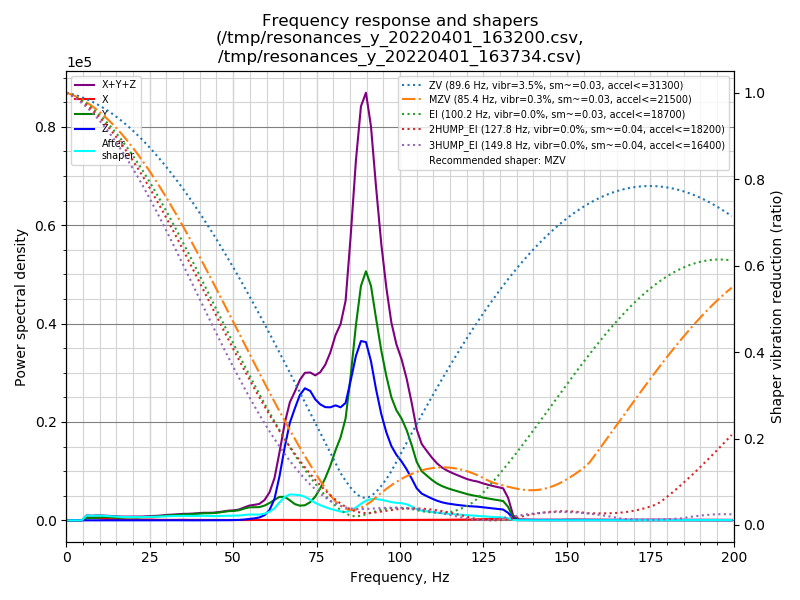 Frequency response and shapers
(/tmp/resonances_y_20220401_163200.csv,
/tmp/resonances_y_20220401_163734.csv)
1e5
X+Y+Z
X
Y
Z
After
shaper
ZV (89.6 Hz, vibr=3.5%, sm~=0.03, accel<=31300)
MZV (85.4 Hz, vibr=0.3%, sm~=0.03, accel<=21500)
EI (100.2 Hz, vibr=0.0%, sm~=0.03, accel<=18700)
2HUMP_EI (127.8 Hz, vibr=0.0%, sm~=0.04, accel<=18200)
3HUMP_EI (149.8 Hz, vibr=0.0%, sm~=0.04, accel<=16400)
Recommended shaper: MZV
Power spectral density
0.8
0.6
0.4
0.2
0.0
1.0
0.8
0.6
0.4
0.2
0.0
Shaper vibration reduction (ratio)
0 25 50 75 100 125 150 175 200
Frequency, Hz